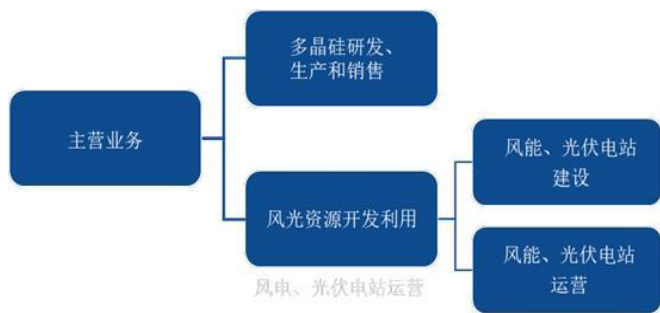 多晶硅研发、
生产和销售
主营业务
风能、光伏电站
建设
风光资源开发利用
风能、光伏电站
运营
风电、光伏电站运营